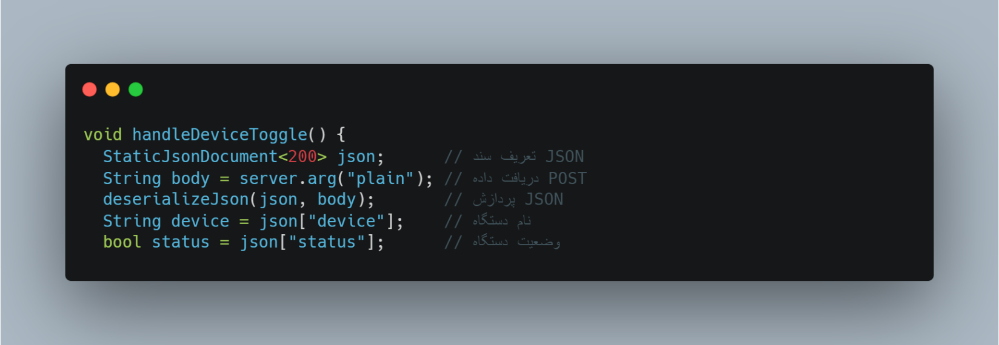 void handleDeviceToggle() {
  StaticJsonDocument<200> json;      // تعریف سند JSON
  String body = server.arg("plain"); // دریافت داده POST
  deserializeJson(json, body);       // پردازش JSON
  String device = json["device"];    // نام دستگاه
  bool status = json["status"];      // وضعیت دستگاه